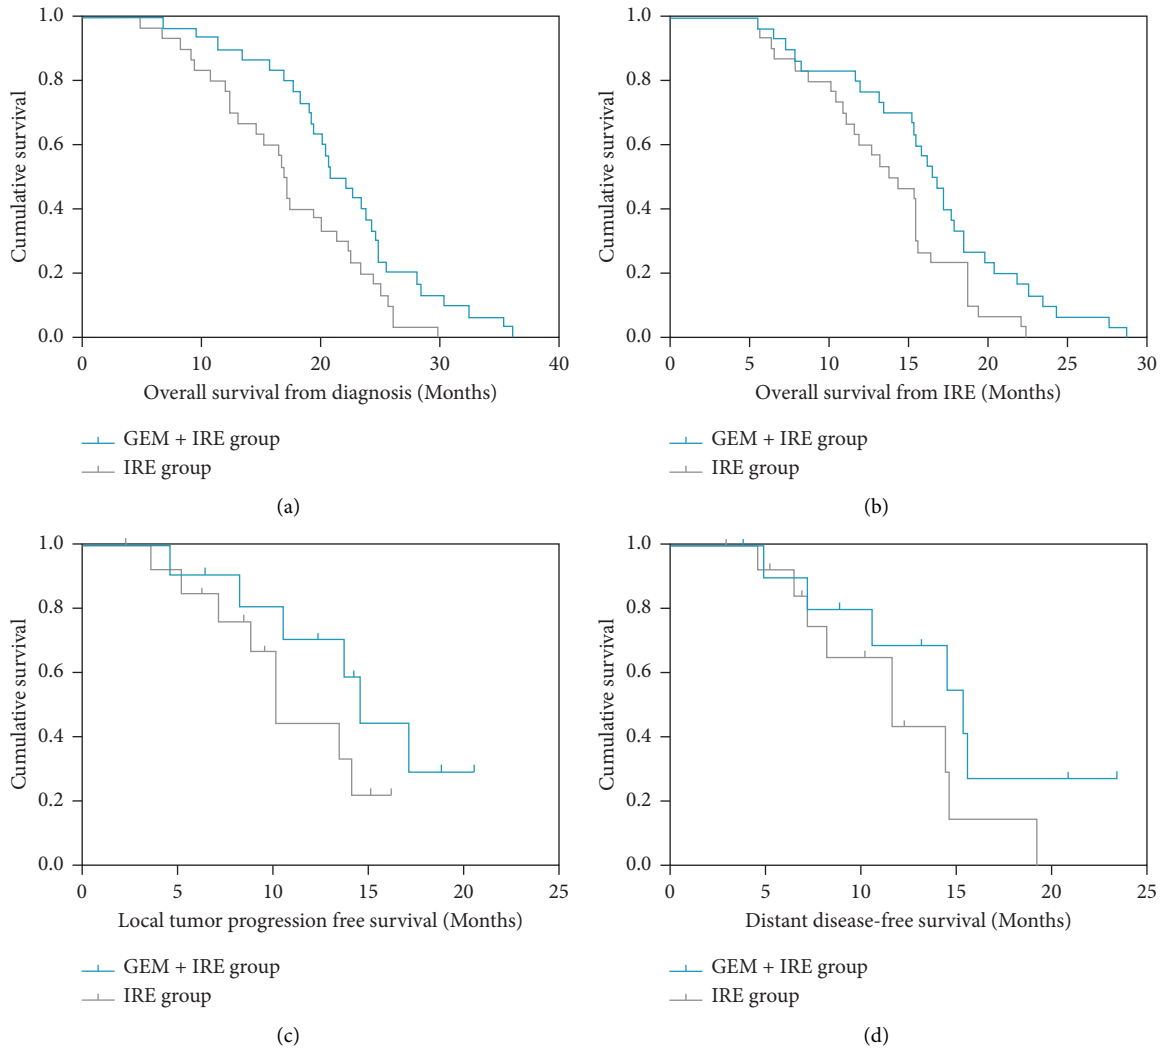 1.0
0.8
0.6
0.4
0.2
0.0
Cumulative survival
0 10 20 30 40
Overall survival from diagnosis (Months)
GEM + IRE group
IRE group
(a)
1.0
0.8
0.6
0.4
0.2
0.0
Cumulative survival
0 5 10 15 20 25 30
Overall survival from IRE (Months)
GEM + IRE group
IRE group
(b)
1.0
0.8
0.6
0.4
0.2
0.0
Cumulative survival
0 5 10 15 20 25
Local tumor progression free survival (Months)
GEM + IRE group
IRE group
(c)
1.0
0.8
0.6
0.4
0.2
0.0
Cumulative survival
0 5 10 15 20 25
Distant disease-free survival (Months)
GEM + IRE group
IRE group
(d)